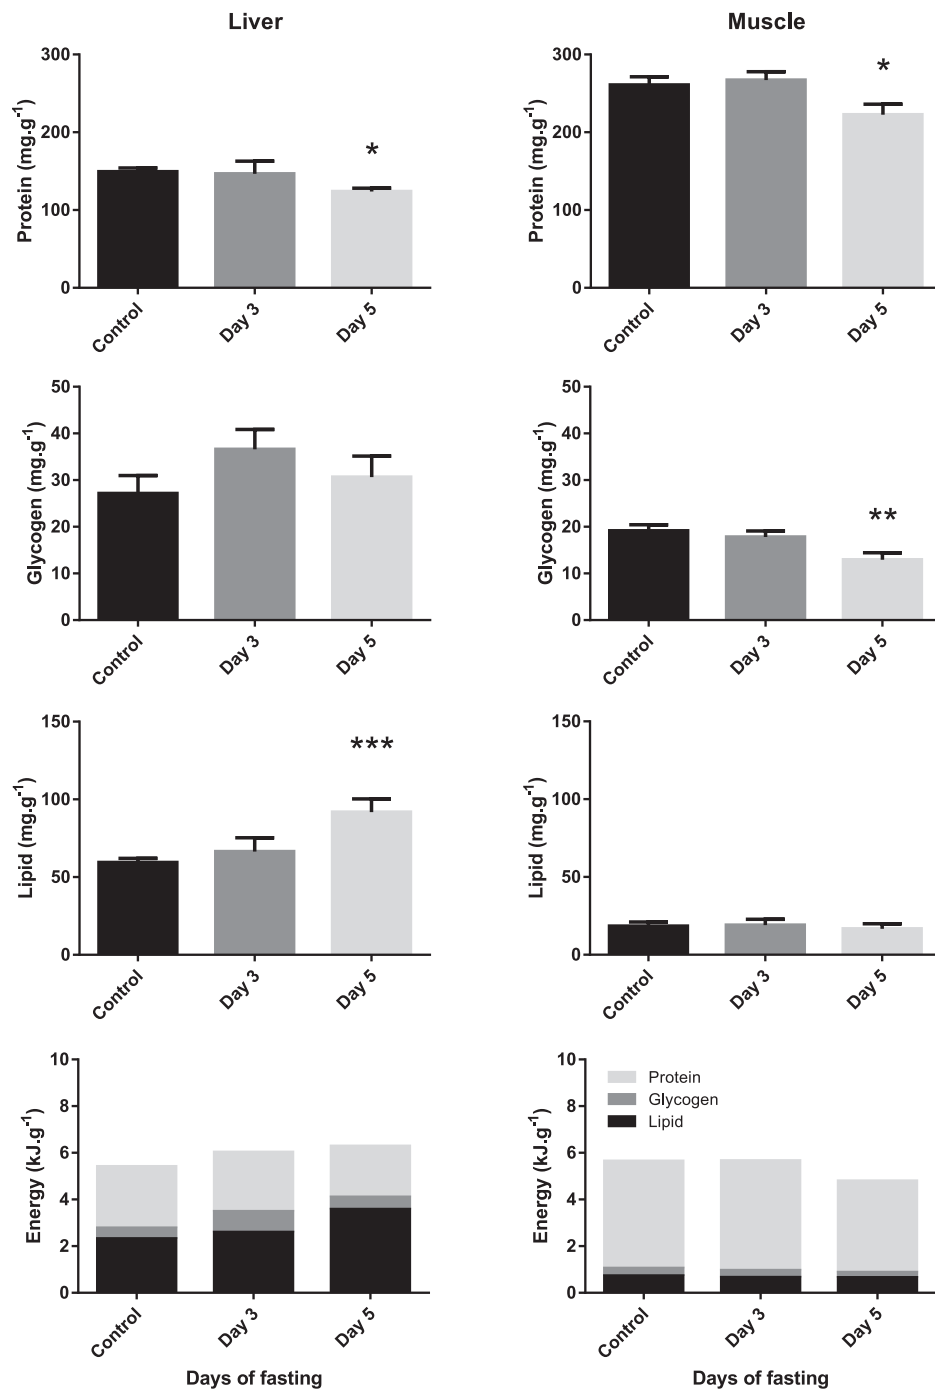 Liver
Muscle
Protein (mg.g-1)
300
200
100
0
*
Control
Day 3
Day 5
Protein (mg.g-1)
300
200
100
0
*
Control
Day 3
Day 5
Glycogen (mg.g-1)
50
40
30
20
10
0
Control
Day 3
Day 5
Glycogen (mg.g-1)
50
40
30
20
10
0
**
Control
Day 3
Day 5
Lipid (mg.g-1)
150
100
50
0
***
Control
Day 3
Day 5
Lipid (mg.g-1)
150
100
50
0
Control
Day 3
Day 5
Energy (kJ.g-1)
10
8
6
4
2
0
Control
Day 3
Day 5
Days of fasting
Energy (kJ.g-1)
10
8
6
4
2
0
Protein
Glycogen
Lipid
Control
Day 3
Day 5
Days of fasting